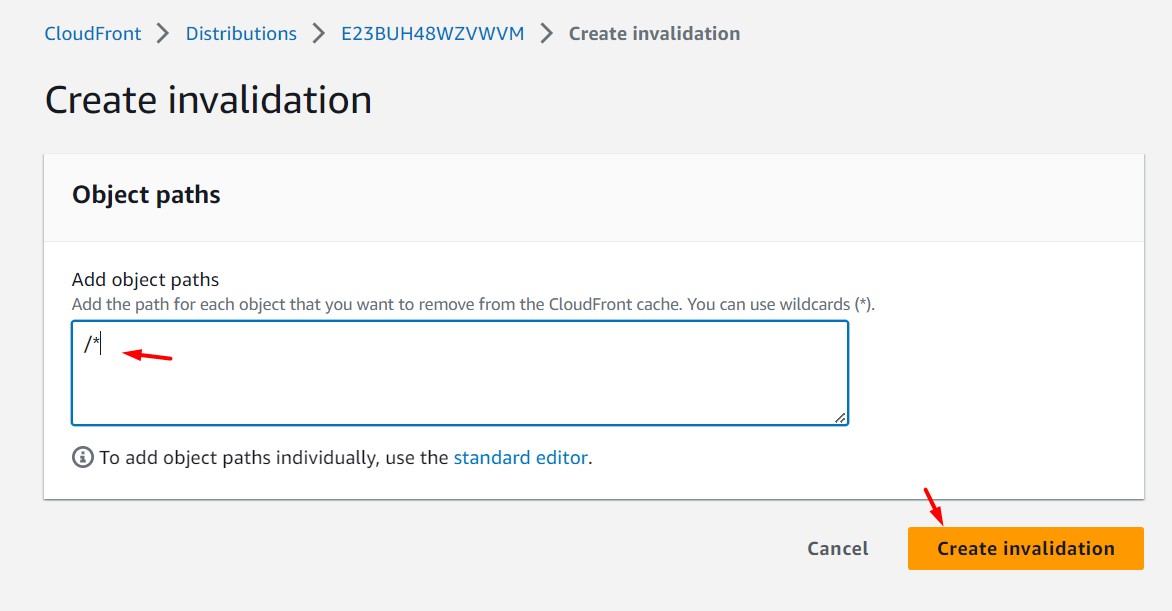 CloudFront > Distributions > E23BUH48WZVWVM > Create invalidation
Create invalidation
Object paths
Add object paths
Add the path for each object that you want to remove from the CloudFront cache. You can use wildcards (*).
/*
To add object paths individually, use the standard editor.
Cancel Create invalidation